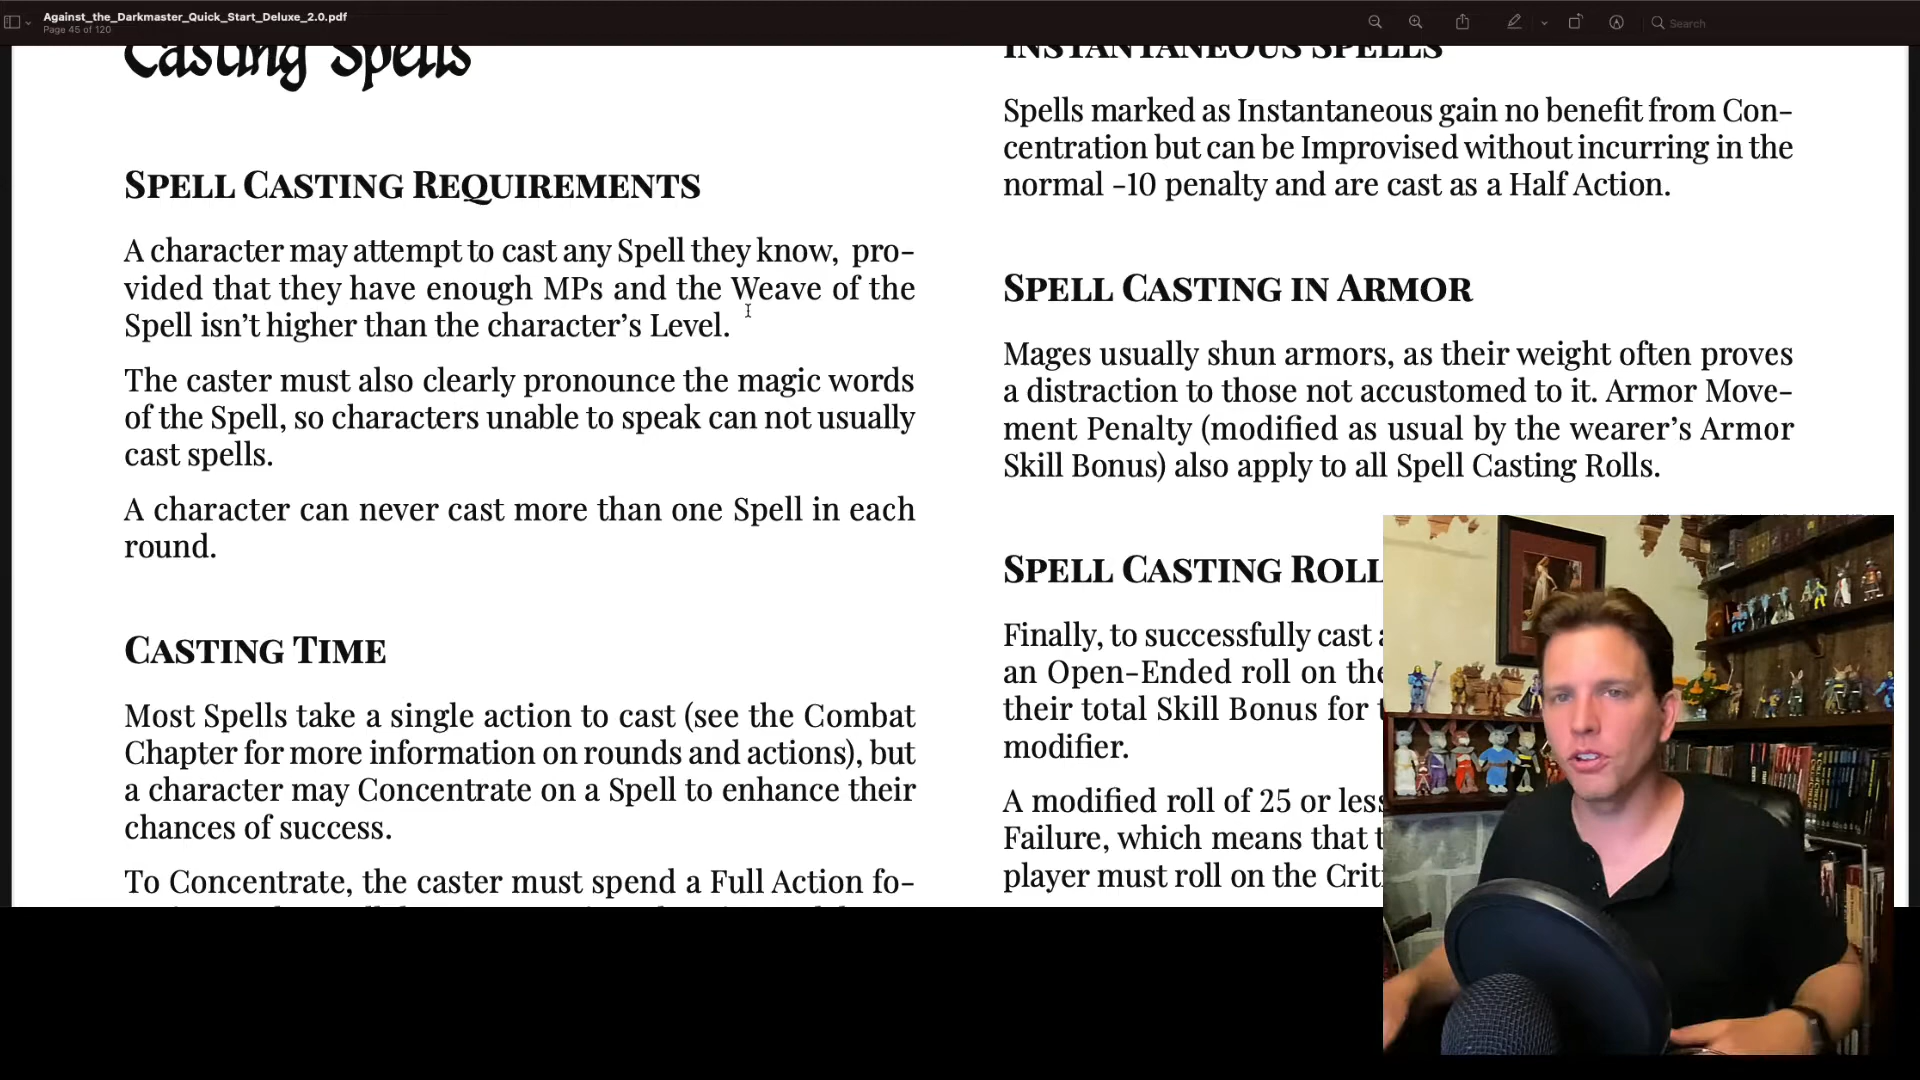 Against_the_Darkmaster_Quick_Start_Deluxe_2.0.pdf
Page 45 of 120
Search
Casting Spells
SPELL CASTING REQUIREMENTS
A character may attempt to cast any Spell they know, pro-
vided that they have enough MPs and the Weave of the
Spell isn't higher than the character's Level.
The caster must also clearly pronounce the magic words
of the Spell, so characters unable to speak can not usually
cast spells.
A character can never cast more than one Spell in each
round.
CASTING TIME
Most Spells take a single action to cast (see the Combat
Chapter for more information on rounds and actions), but
a character may Concentrate on a Spell to enhance their
chances of success.
To Concentrate, the caster must spend a Full Action fo-
INSTANTANEOUS SPELLS
Spells marked as Instantaneous gain no benefit from Con-
centration but can be Improvised without incurring in the
normal -10 penalty and are cast as a Half Action.
SPELL CASTING IN ARMOR
Mages usually shun armors, as their weight often proves
a distraction to those not accustomed to it. Armor Move-
ment Penalty (modified as usual by the wearer's Armor
Skill Bonus) also apply to all Spell Casting Rolls.
SPELL CASTING ROLL
Finally, to successfully cast
an Open-Ended roll on the
their total Skill Bonus for
modifier.
A modified roll of 25 or less
Failure, which means that
player must roll on the Crit